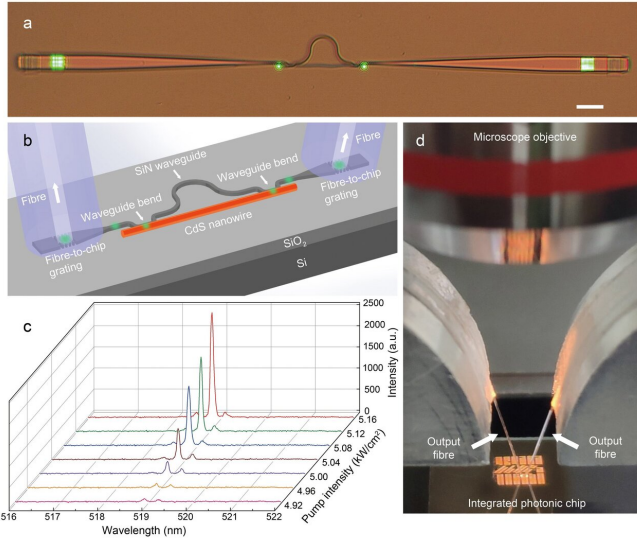 a
b
Fibre
SiN waveguide
Fibre
Waveguide bend
Waveguide bend
Fibre-to-chip
grating
CdS nanowire
Fibre-to-chip
grating
SiO2
Si
c
2500
2000
1500
1000
500
0
Intensity (a.u.)
5.16
5.12
5.08
5.04
5.00
4.96
4.92
Pump intensity (kW/cm²)
516
517
518
519
520
521
522
Wavelength (nm)
d
Microscope objective
Output
fibre
Output
fibre
Integrated photonic chip